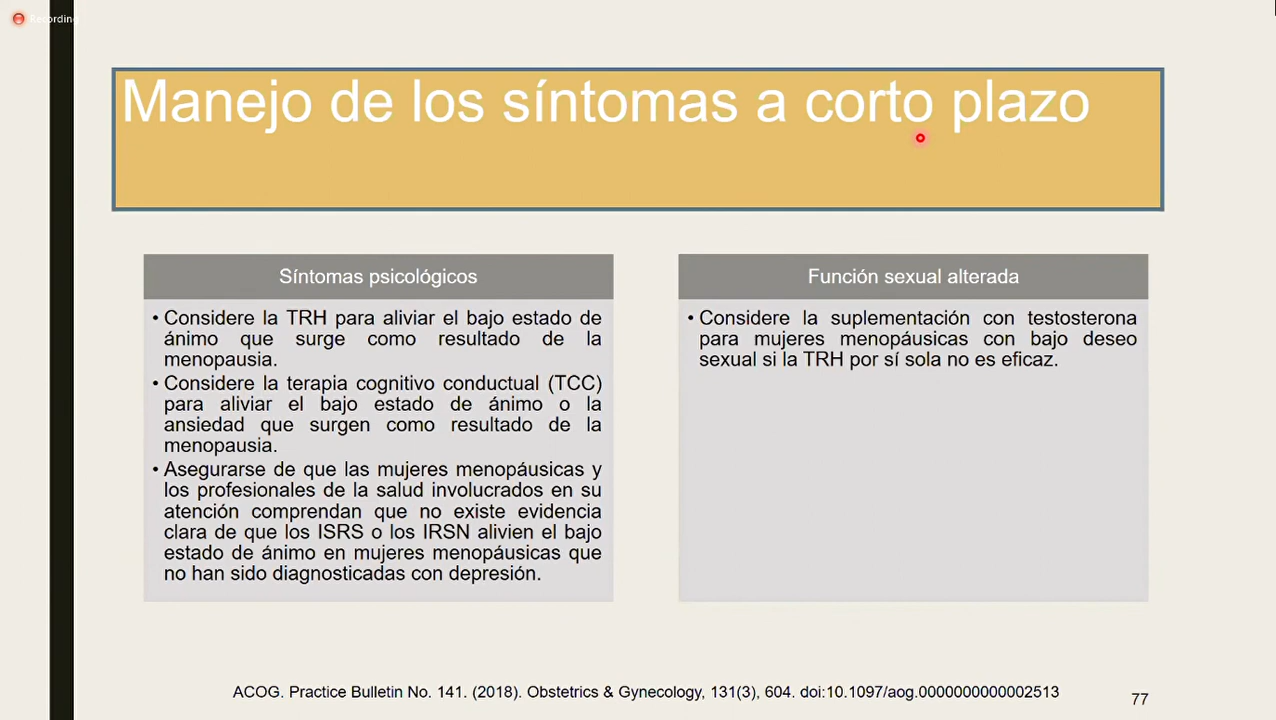 Recording
Manejo de los síntomas a corto plazo
Síntomas psicológicos
• Considere la TRH para aliviar el bajo estado de
ánimo que surge como resultado de la
menopausia.
• Considere la terapia cognitivo conductual (TCC)
para aliviar el bajo estado de ánimo o la
ansiedad que surgen como resultado de la
menopausia.
• Asegurarse de que las mujeres menopáusicas y
los profesionales de la salud involucrados en su
atención comprendan que no existe evidencia
clara de que los ISRS o los IRSN alivien el bajo
estado de ánimo en mujeres menopáusicas que
no han sido diagnosticadas con depresión.
Función sexual alterada
• Considere la suplementación con testosterona
para mujeres menopáusicas con bajo deseo
sexual si la TRH por sí sola no es eficaz.
ACOG. Practice Bulletin No. 141. (2018). Obstetrics & Gynecology, 131(3), 604. doi:10.1097/aog.0000000000002513
77